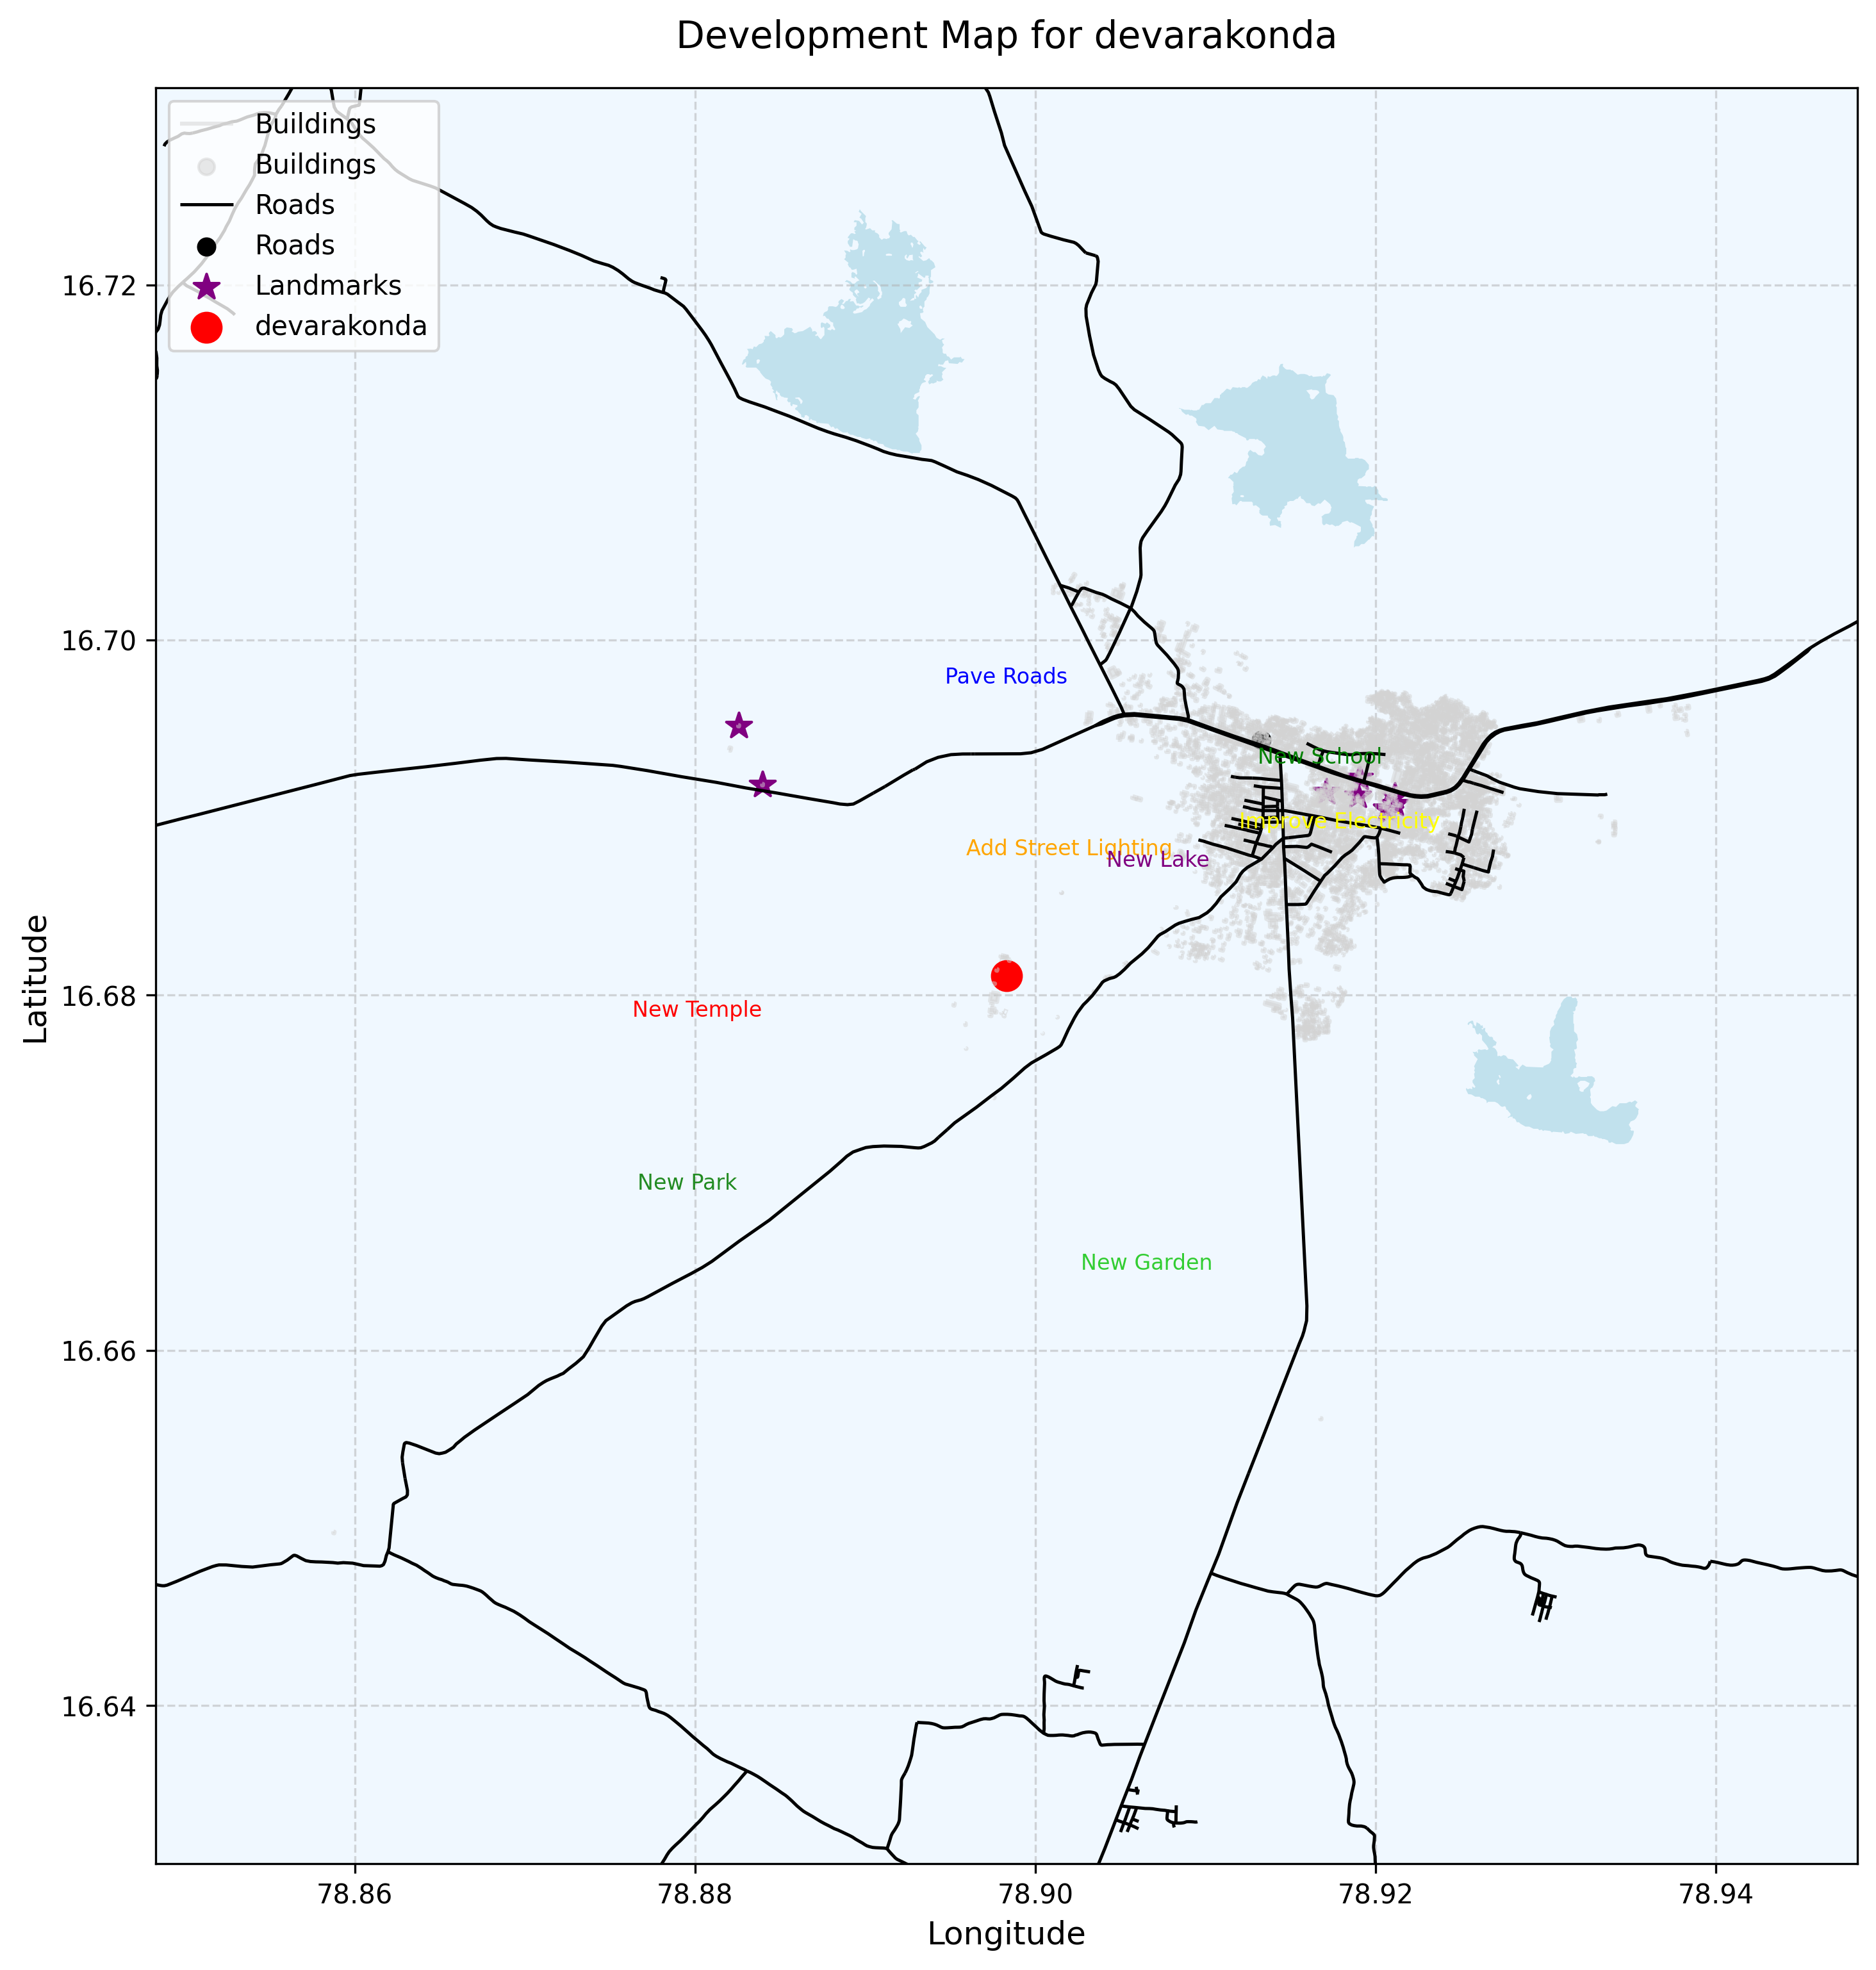 Development Map for devarakonda
Buildings
Buildings
Roads
Roads
Landmarks
devarakonda
16.72
16.70
16.68
16.66
16.64
Latitude
Pave Roads
New School
Improve Electricity
Add Street Lighting
New Lake
New Temple
New Park
New Garden
78.86 78.88 78.90 78.92 78.94
Longitude